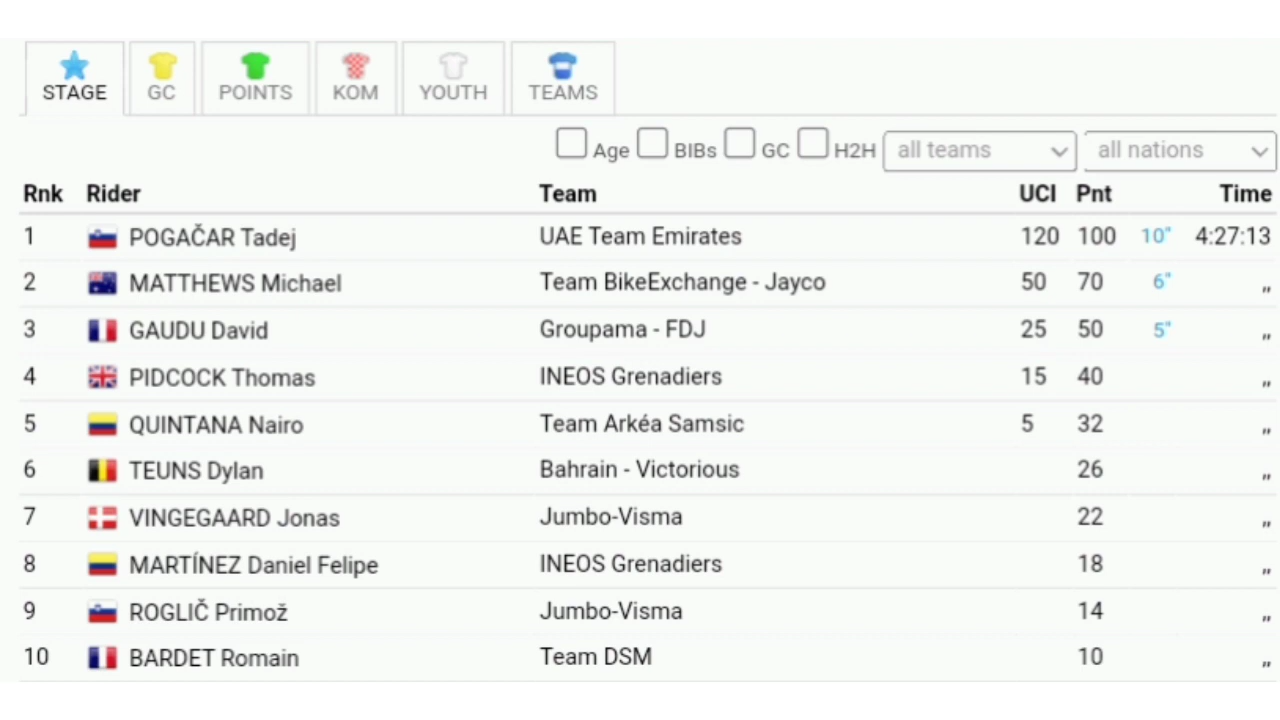 STAGE GC POINTS KOM YOUTH TEAMS
Age BIBs GC H2H all teams all nations
Rnk Rider Team UCI Pnt Time
1 POGAČAR Tadej UAE Team Emirates 120 100 10" 4:27:13
2 MATTHEWS Michael Team BikeExchange - Jayco 50 70 6" ,,
3 GAUDU David Groupama - FDJ 25 50 5" ,,
4 PIDCOCK Thomas INEOS Grenadiers 15 40 ,,
5 QUINTANA Nairo Team Arkéa Samsic 5 32 ,,
6 TEUNS Dylan Bahrain - Victorious 26 ,,
7 VINGEGAARD Jonas Jumbo-Visma 22 ,,
8 MARTÍNEZ Daniel Felipe INEOS Grenadiers 18 ,,
9 ROGLIČ Primož Jumbo-Visma 14 ,,
10 BARDET Romain Team DSM 10 ,,